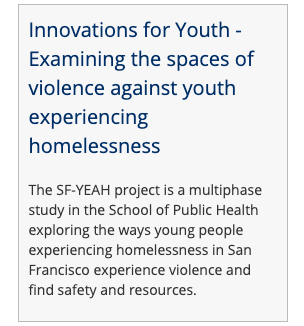 Innovations for Youth -
Examining the spaces of
violence against youth
experiencing
homelessness
The SF-YEAH project is a multiphase
study in the School of Public Health
exploring the ways young people
experiencing homelessness in San
Francisco experience violence and
find safety and resources.